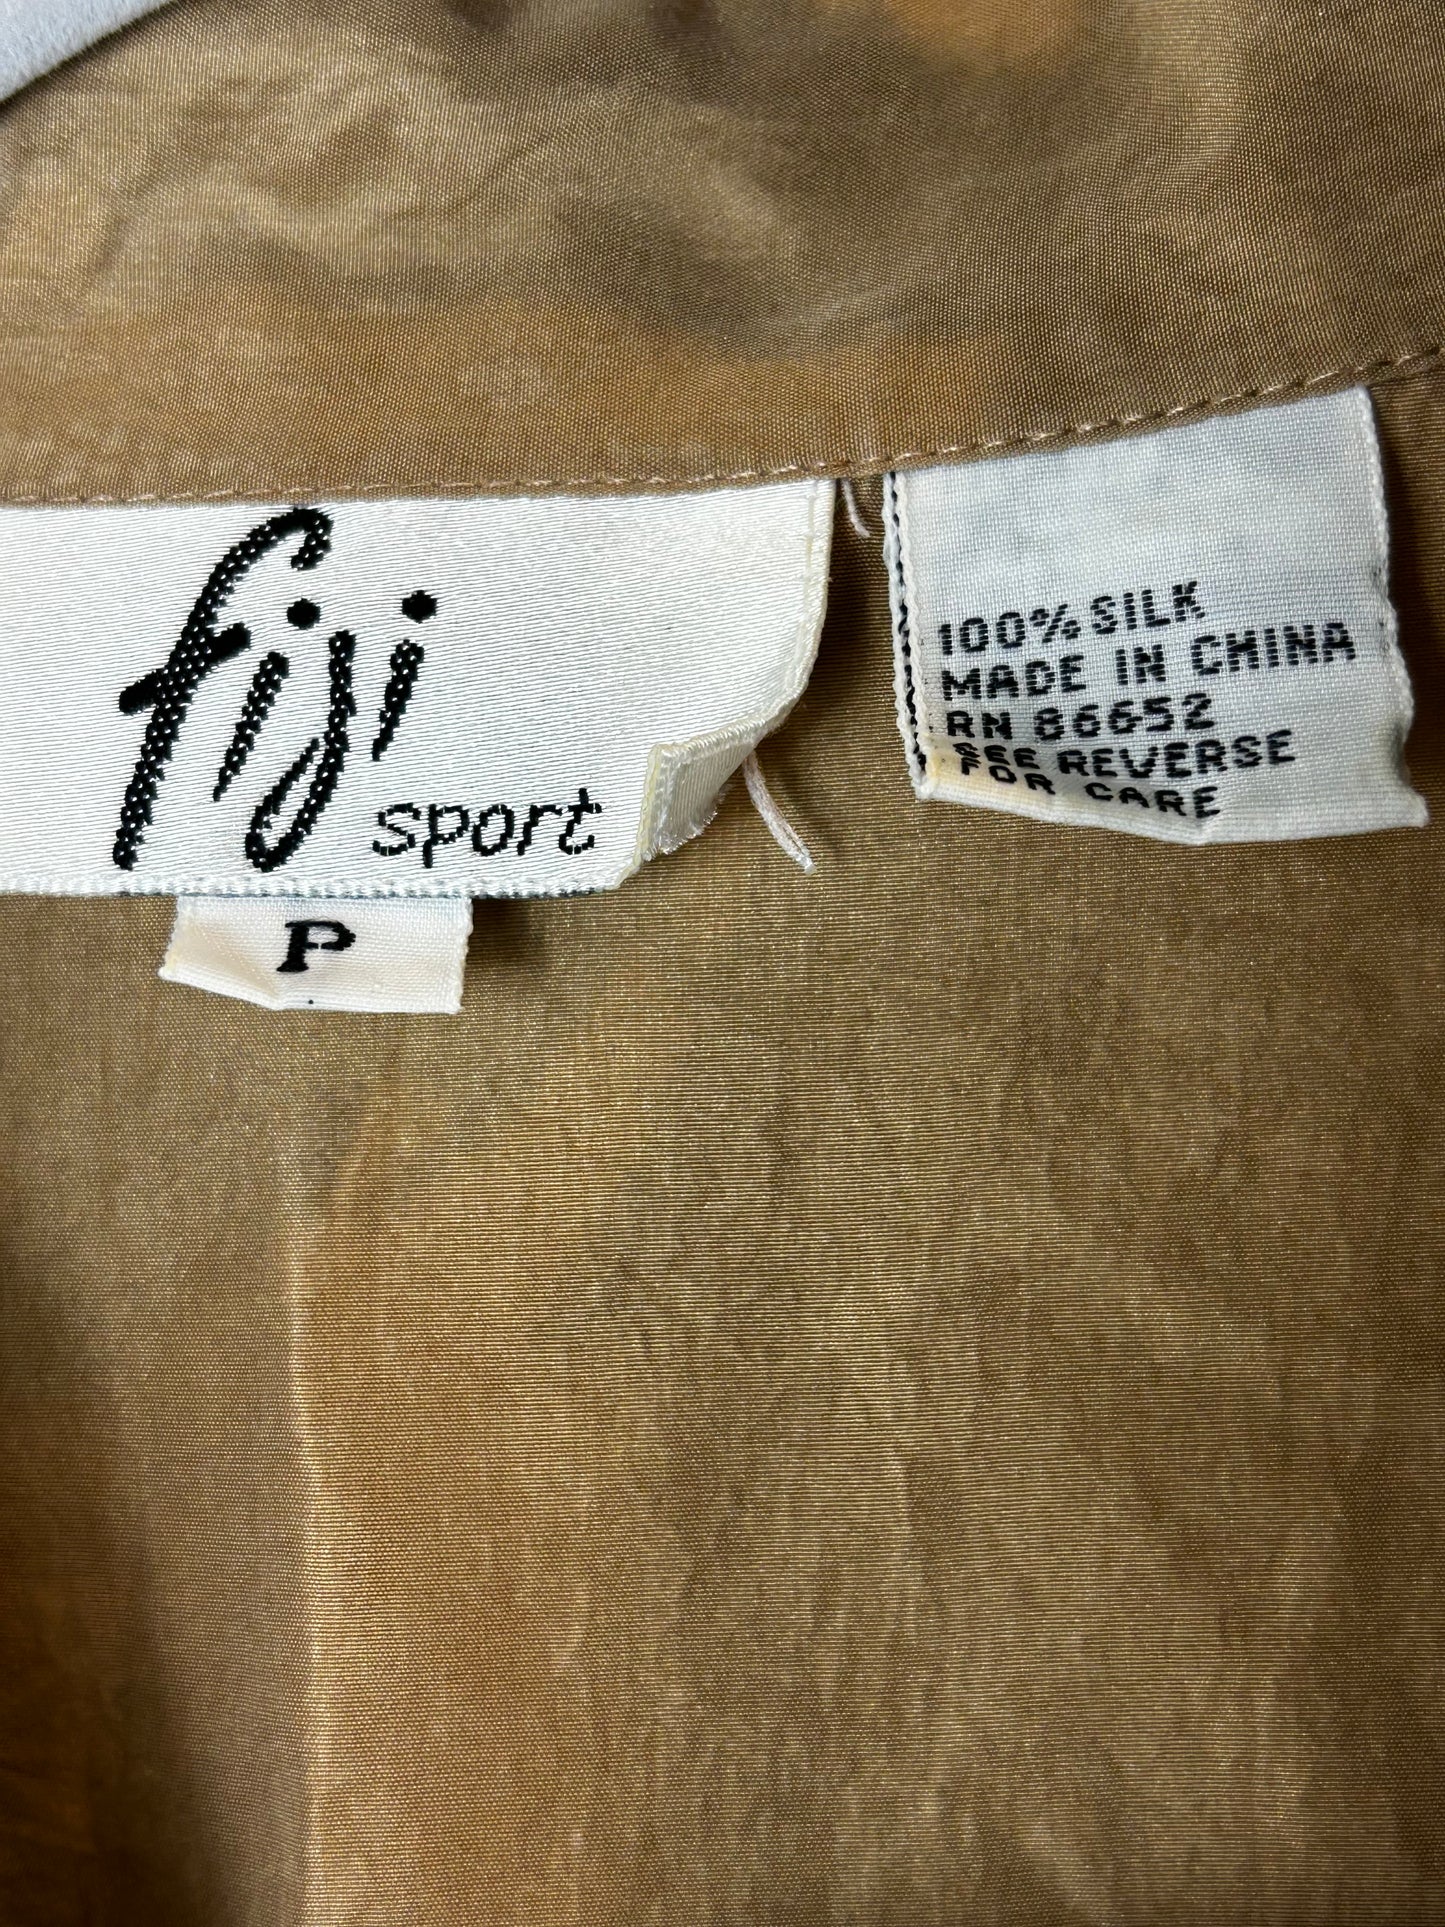 fiji
sport
P
100% SILK
MADE IN CHINA
RN 86652
SEE REVERSE
FOR CARE